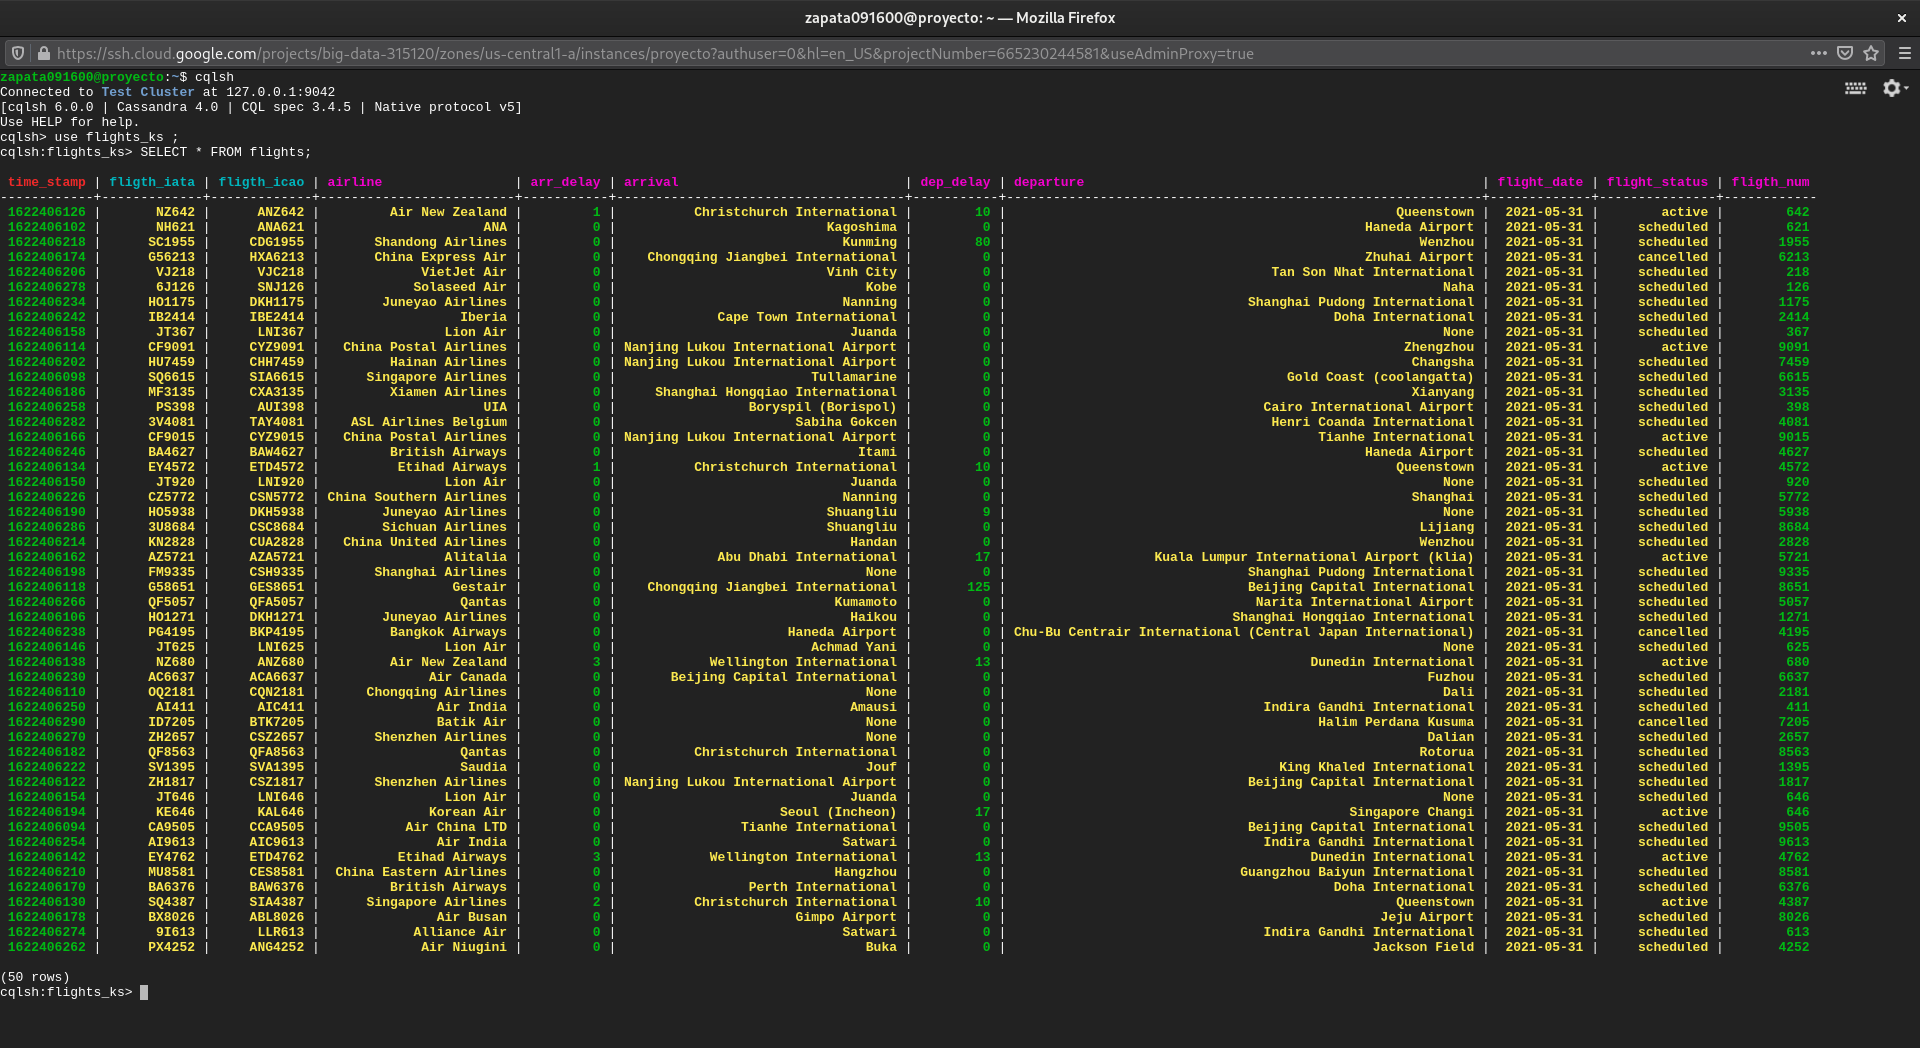 zapata091600@proyecto: ~ — Mozilla Firefox
https://ssh.cloud.google.com/projects/big-data-315120/zones/us-central1-a/instances/proyecto?authuser=0&hl=en_US&projectNumber=665230244581&useAdminProxy=true
zapata091600@proyecto:~$ cqlsh
Connected to Test Cluster at 127.0.0.1:9042
[cqlsh 6.0.0 | Cassandra 4.0 | CQL spec 3.4.5 | Native protocol v5]
Use HELP for help.
cqlsh> use flights_ks ;
cqlsh:flights_ks> SELECT * FROM flights;
time_stamp | fligth_iata | fligth_icao | airline | arr_delay | arrival | dep_delay | departure | flight_date | flight_status | fligth_num
------------+-------------+-------------+-------------------------+-----------+-------------------------------------+-----------+-------------------------------------------------------------+-------------+---------------+------------
1622406126 | NZ642 | ANZ642 | Air New Zealand | 1 | Christchurch International | 10 | Queenstown | 2021-05-31 | active | 642
1622406102 | NH621 | ANA621 | ANA | 0 | Kagoshima | 0 | Haneda Airport | 2021-05-31 | scheduled | 621
1622406218 | SC1955 | CDG1955 | Shandong Airlines | 0 | Kunming | 80 | Wenzhou | 2021-05-31 | scheduled | 1955
1622406174 | G56213 | HXA6213 | China Express Air | 0 | Chongqing Jiangbei International | 0 | Zhuhai Airport | 2021-05-31 | cancelled | 6213
1622406206 | VJ218 | VJC218 | VietJet Air | 0 | Vinh City | 0 | Tan Son Nhat International | 2021-05-31 | scheduled | 218
1622406278 | 6J126 | SNJ126 | Solaseed Air | 0 | Kobe | 0 | Naha | 2021-05-31 | scheduled | 126
1622406234 | HO1175 | DKH1175 | Juneyao Airlines | 0 | Nanning | 0 | Shanghai Pudong International | 2021-05-31 | scheduled | 1175
1622406242 | IB2414 | IBE2414 | Iberia | 0 | Cape Town International | 0 | Doha International | 2021-05-31 | scheduled | 2414
1622406158 | JT367 | LNI367 | Lion Air | 0 | Juanda | 0 | None | 2021-05-31 | scheduled | 367
1622406114 | CF9091 | CYZ9091 | China Postal Airlines | 0 | Nanjing Lukou International Airport | 0 | Zhengzhou | 2021-05-31 | active | 9091
1622406202 | HU7459 | CHH7459 | Hainan Airlines | 0 | Nanjing Lukou International Airport | 0 | Changsha | 2021-05-31 | scheduled | 7459
1622406098 | SQ6615 | SIA6615 | Singapore Airlines | 0 | Tullamarine | 0 | Gold Coast (coolangatta) | 2021-05-31 | scheduled | 6615
1622406186 | MF3135 | CXA3135 | Xiamen Airlines | 0 | Shanghai Hongqiao International | 0 | Xianyang | 2021-05-31 | scheduled | 3135
1622406258 | PS398 | AUI398 | UIA | 0 | Boryspil (Borispol) | 0 | Cairo International Airport | 2021-05-31 | scheduled | 398
1622406282 | 3V4081 | TAY4081 | ASL Airlines Belgium | 0 | Sabiha Gokcen | 0 | Henri Coanda International | 2021-05-31 | scheduled | 4081
1622406166 | CF9015 | CYZ9015 | China Postal Airlines | 0 | Nanjing Lukou International Airport | 0 | Tianhe International | 2021-05-31 | active | 9015
1622406246 | BA4627 | BAW4627 | British Airways | 0 | Itami | 0 | Haneda Airport | 2021-05-31 | scheduled | 4627
1622406134 | EY4572 | ETD4572 | Etihad Airways | 1 | Christchurch International | 10 | Queenstown | 2021-05-31 | active | 4572
1622406150 | JT920 | LNI920 | Lion Air | 0 | Juanda | 0 | None | 2021-05-31 | scheduled | 920
1622406226 | CZ5772 | CSN5772 | China Southern Airlines | 0 | Nanning | 0 | Shanghai | 2021-05-31 | scheduled | 5772
1622406190 | HO5938 | DKH5938 | Juneyao Airlines | 0 | Shuangliu | 9 | None | 2021-05-31 | scheduled | 5938
1622406286 | 3U8684 | CSC8684 | Sichuan Airlines | 0 | Shuangliu | 0 | Lijiang | 2021-05-31 | scheduled | 8684
1622406214 | KN2828 | CUA2828 | China United Airlines | 0 | Handan | 0 | Wenzhou | 2021-05-31 | scheduled | 2828
1622406162 | AZ5721 | AZA5721 | Alitalia | 0 | Abu Dhabi International | 17 | Kuala Lumpur International Airport (klia) | 2021-05-31 | active | 5721
1622406198 | FM9335 | CSH9335 | Shanghai Airlines | 0 | None | 0 | Shanghai Pudong International | 2021-05-31 | scheduled | 9335
1622406118 | G58651 | GES8651 | Gestair | 0 | Chongqing Jiangbei International | 125 | Beijing Capital International | 2021-05-31 | scheduled | 8651
1622406266 | QF5057 | QFA5057 | Qantas | 0 | Kumamoto | 0 | Narita International Airport | 2021-05-31 | scheduled | 5057
1622406106 | HO1271 | DKH1271 | Juneyao Airlines | 0 | Haikou | 0 | Shanghai Hongqiao International | 2021-05-31 | scheduled | 1271
1622406238 | PG4195 | BKP4195 | Bangkok Airways | 0 | Haneda Airport | 0 | Chu-Bu Centrair International (Central Japan International) | 2021-05-31 | cancelled | 4195
1622406146 | JT625 | LNI625 | Lion Air | 0 | Achmad Yani | 0 | None | 2021-05-31 | scheduled | 625
1622406138 | NZ680 | ANZ680 | Air New Zealand | 3 | Wellington International | 13 | Dunedin International | 2021-05-31 | active | 680
1622406230 | AC6637 | ACA6637 | Air Canada | 0 | Beijing Capital International | 0 | Fuzhou | 2021-05-31 | scheduled | 6637
1622406110 | OQ2181 | CQN2181 | Chongqing Airlines | 0 | None | 0 | Dali | 2021-05-31 | scheduled | 2181
1622406250 | AI411 | AIC411 | Air India | 0 | Amausi | 0 | Indira Gandhi International | 2021-05-31 | scheduled | 411
1622406290 | ID7205 | BTK7205 | Batik Air | 0 | None | 0 | Halim Perdana Kusuma | 2021-05-31 | cancelled | 7205
1622406270 | ZH2657 | CSZ2657 | Shenzhen Airlines | 0 | None | 0 | Dalian | 2021-05-31 | scheduled | 2657
1622406182 | QF8563 | QFA8563 | Qantas | 0 | Christchurch International | 0 | Rotorua | 2021-05-31 | scheduled | 8563
1622406222 | SV1395 | SVA1395 | Saudia | 0 | Jouf | 0 | King Khaled International | 2021-05-31 | scheduled | 1395
1622406122 | ZH1817 | CSZ1817 | Shenzhen Airlines | 0 | Nanjing Lukou International Airport | 0 | Beijing Capital International | 2021-05-31 | scheduled | 1817
1622406154 | JT646 | LNI646 | Lion Air | 0 | Juanda | 0 | None | 2021-05-31 | scheduled | 646
1622406194 | KE646 | KAL646 | Korean Air | 0 | Seoul (Incheon) | 17 | Singapore Changi | 2021-05-31 | active | 646
1622406094 | CA9505 | CCA9505 | Air China LTD | 0 | Tianhe International | 0 | Beijing Capital International | 2021-05-31 | scheduled | 9505
1622406254 | AI9613 | AIC9613 | Air India | 0 | Satwari | 0 | Indira Gandhi International | 2021-05-31 | scheduled | 9613
1622406142 | EY4762 | ETD4762 | Etihad Airways | 3 | Wellington International | 13 | Dunedin International | 2021-05-31 | active | 4762
1622406210 | MU8581 | CES8581 | China Eastern Airlines | 0 | Hangzhou | 0 | Guangzhou Baiyun International | 2021-05-31 | scheduled | 8581
1622406170 | BA6376 | BAW6376 | British Airways | 0 | Perth International | 0 | Doha International | 2021-05-31 | scheduled | 6376
1622406130 | SQ4387 | SIA4387 | Singapore Airlines | 2 | Christchurch International | 10 | Queenstown | 2021-05-31 | active | 4387
1622406178 | BX8026 | ABL8026 | Air Busan | 0 | Gimpo Airport | 0 | Jeju Airport | 2021-05-31 | scheduled | 8026
1622406274 | 9I613 | LLR613 | Alliance Air | 0 | Satwari | 0 | Indira Gandhi International | 2021-05-31 | scheduled | 613
1622406262 | PX4252 | ANG4252 | Air Niugini | 0 | Buka | 0 | Jackson Field | 2021-05-31 | scheduled | 4252
(50 rows)
cqlsh:flights_ks>